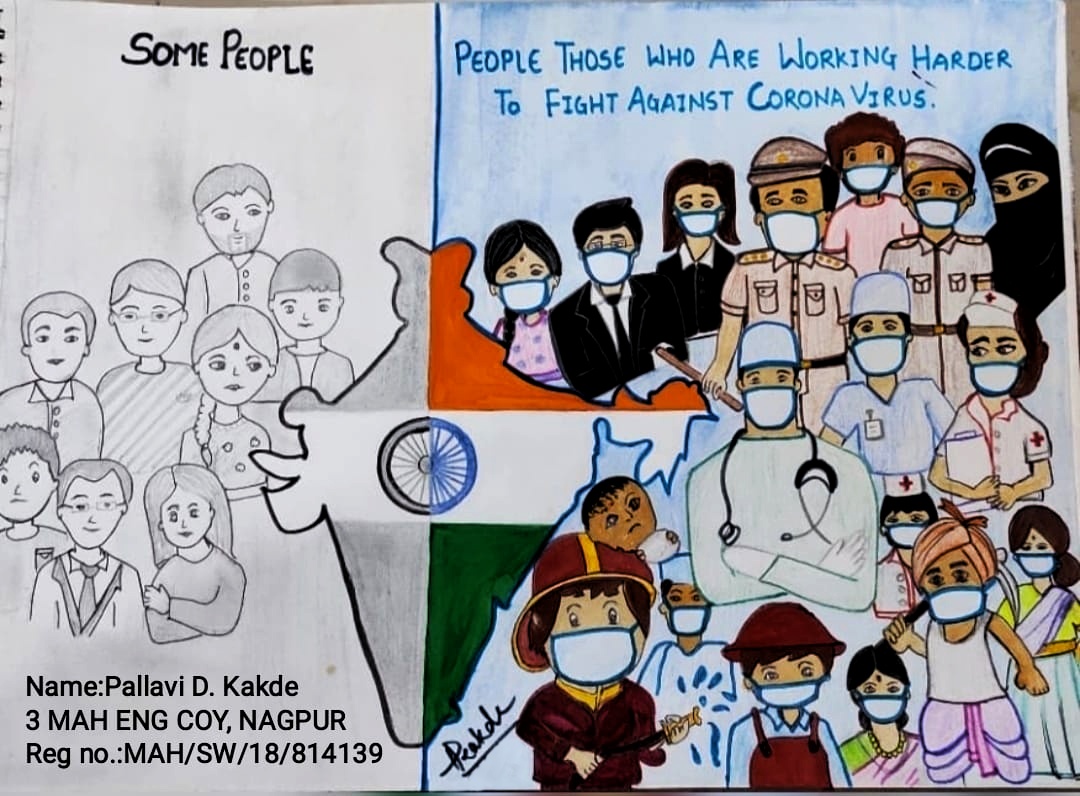 SOME PEOPLE
PEOPLE THOSE WHO ARE WORKING HARDER
TO FIGHT AGAINST CORONA VIRUS.
Pkakde
Name:Pallavi D. Kakde
3 MAH ENG COY, NAGPUR
Reg no.:MAH/SW/18/814139